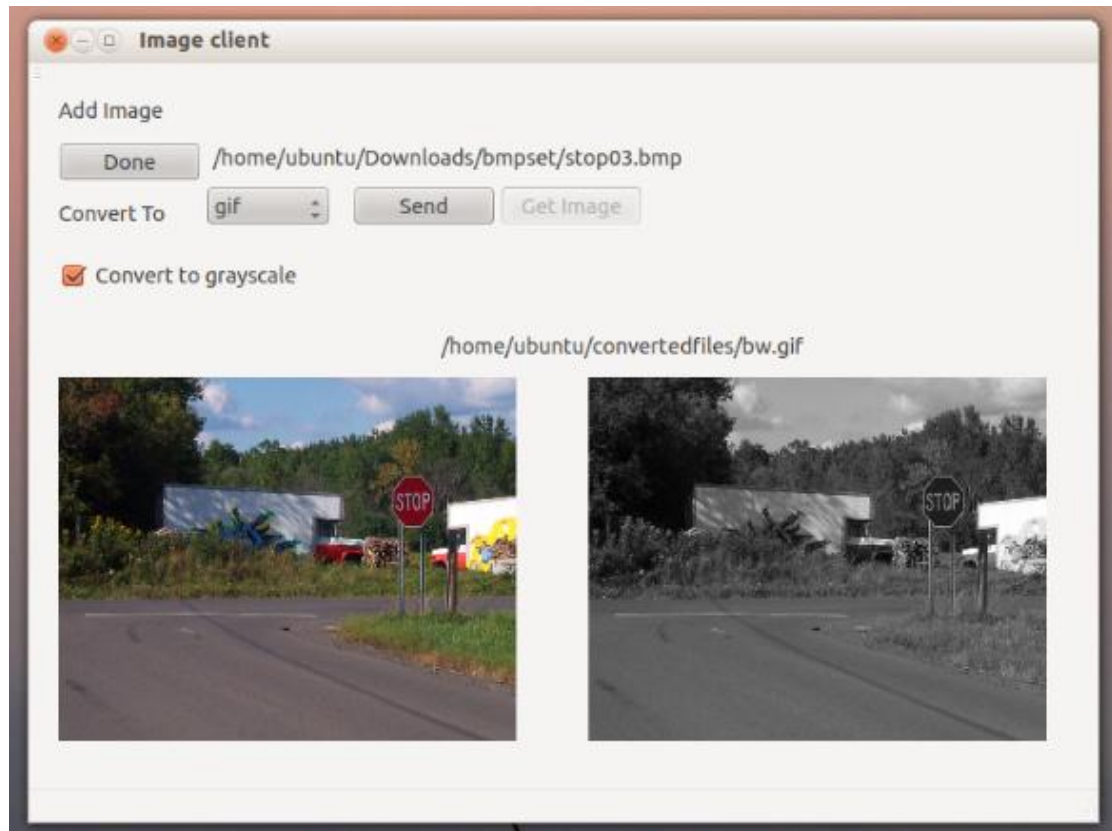 Image client
Add Image
Done /home/ubuntu/Downloads/bmpset/stop03.bmp
Convert To gif Send Get Image
Convert to grayscale
/home/ubuntu/convertedfiles/bw.gif
STOP STOP